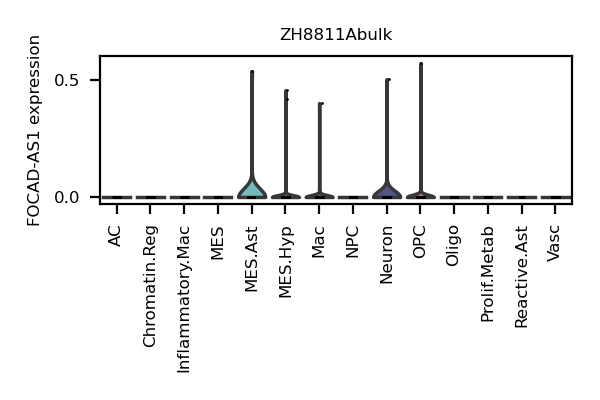 ZH8811Abulk
FOCAD-AS1 expression
0.5
0.0
AC
Chromatin.Reg
Inflammatory.Mac
MES
MES.Ast
MES.Hyp
Mac
NPC
Neuron
OPC
Oligo
Prolif.Metab
Reactive.Ast
Vasc